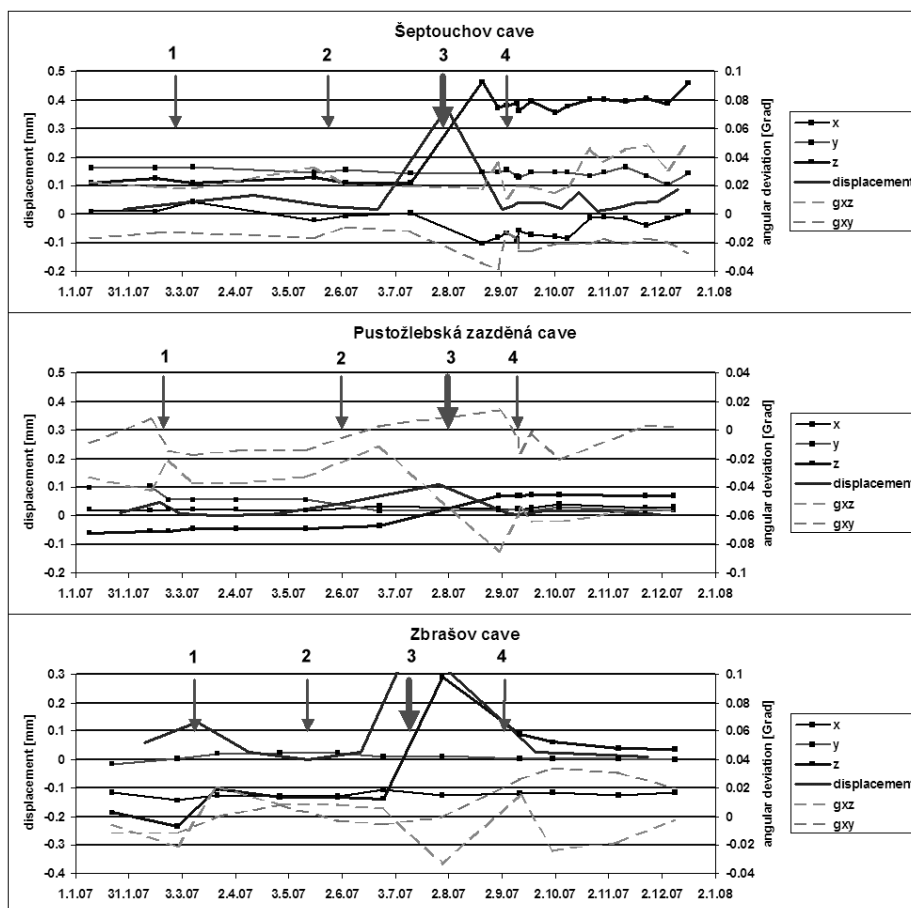 Šeptouchov cave
1 2 3 4
displacement [mm]
0.5
0.4
0.3
0.2
0.1
0
-0.1
-0.2
1.1.07 31.1.07 3.3.07 2.4.07 3.5.07 2.6.07 3.7.07 2.8.07 2.9.07 2.10.07 2.11.07 2.12.07 2.1.08
0.1
0.08
0.06
0.04
0.02
0
-0.02
-0.04
angular deviation [Grad]
x
y
z
displacement
gxz
gxy
Pustožlebská zazděná cave
1 2 3 4
displacement [mm]
0.5
0.4
0.3
0.2
0.1
0
-0.1
-0.2
1.1.07 31.1.07 3.3.07 2.4.07 3.5.07 2.6.07 3.7.07 2.8.07 2.9.07 2.10.07 2.11.07 2.12.07 2.1.08
0.04
0.02
0
-0.02
-0.04
-0.06
-0.08
-0.1
angular deviation [Grad]
x
y
z
displacement
gxz
gxy
Zbrašov cave
1 2 3 4
displacement [mm]
0.3
0.2
0.1
0
-0.1
-0.2
-0.3
-0.4
1.1.07 31.1.07 3.3.07 2.4.07 3.5.07 2.6.07 3.7.07 2.8.07 2.9.07 2.10.07 2.11.07 2.12.07 2.1.08
0.1
0.08
0.06
0.04
0.02
0
-0.02
-0.04
angular deviation [Grad]
x
y
z
displacement
gxz
gxy